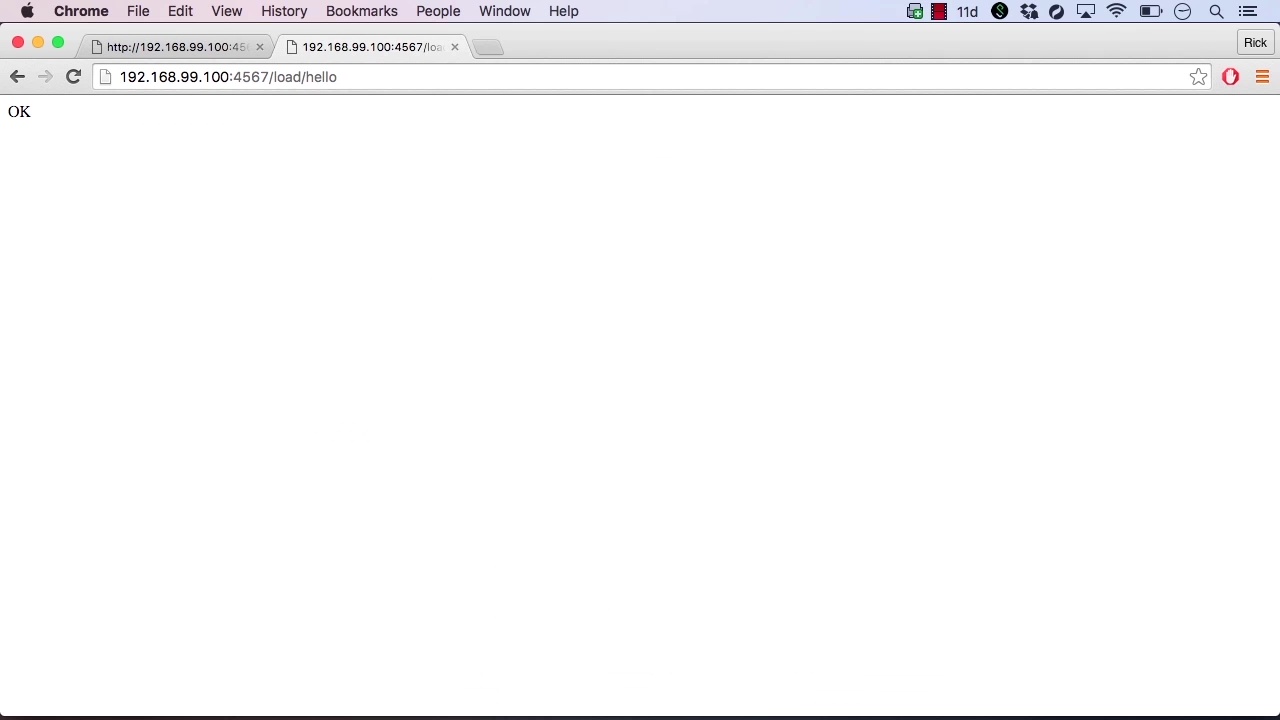 Chrome File Edit View History Bookmarks People Window Help 11d
http://192.168.99.100:456 192.168.99.100:4567/loa Rick
192.168.99.100:4567/load/hello
OK